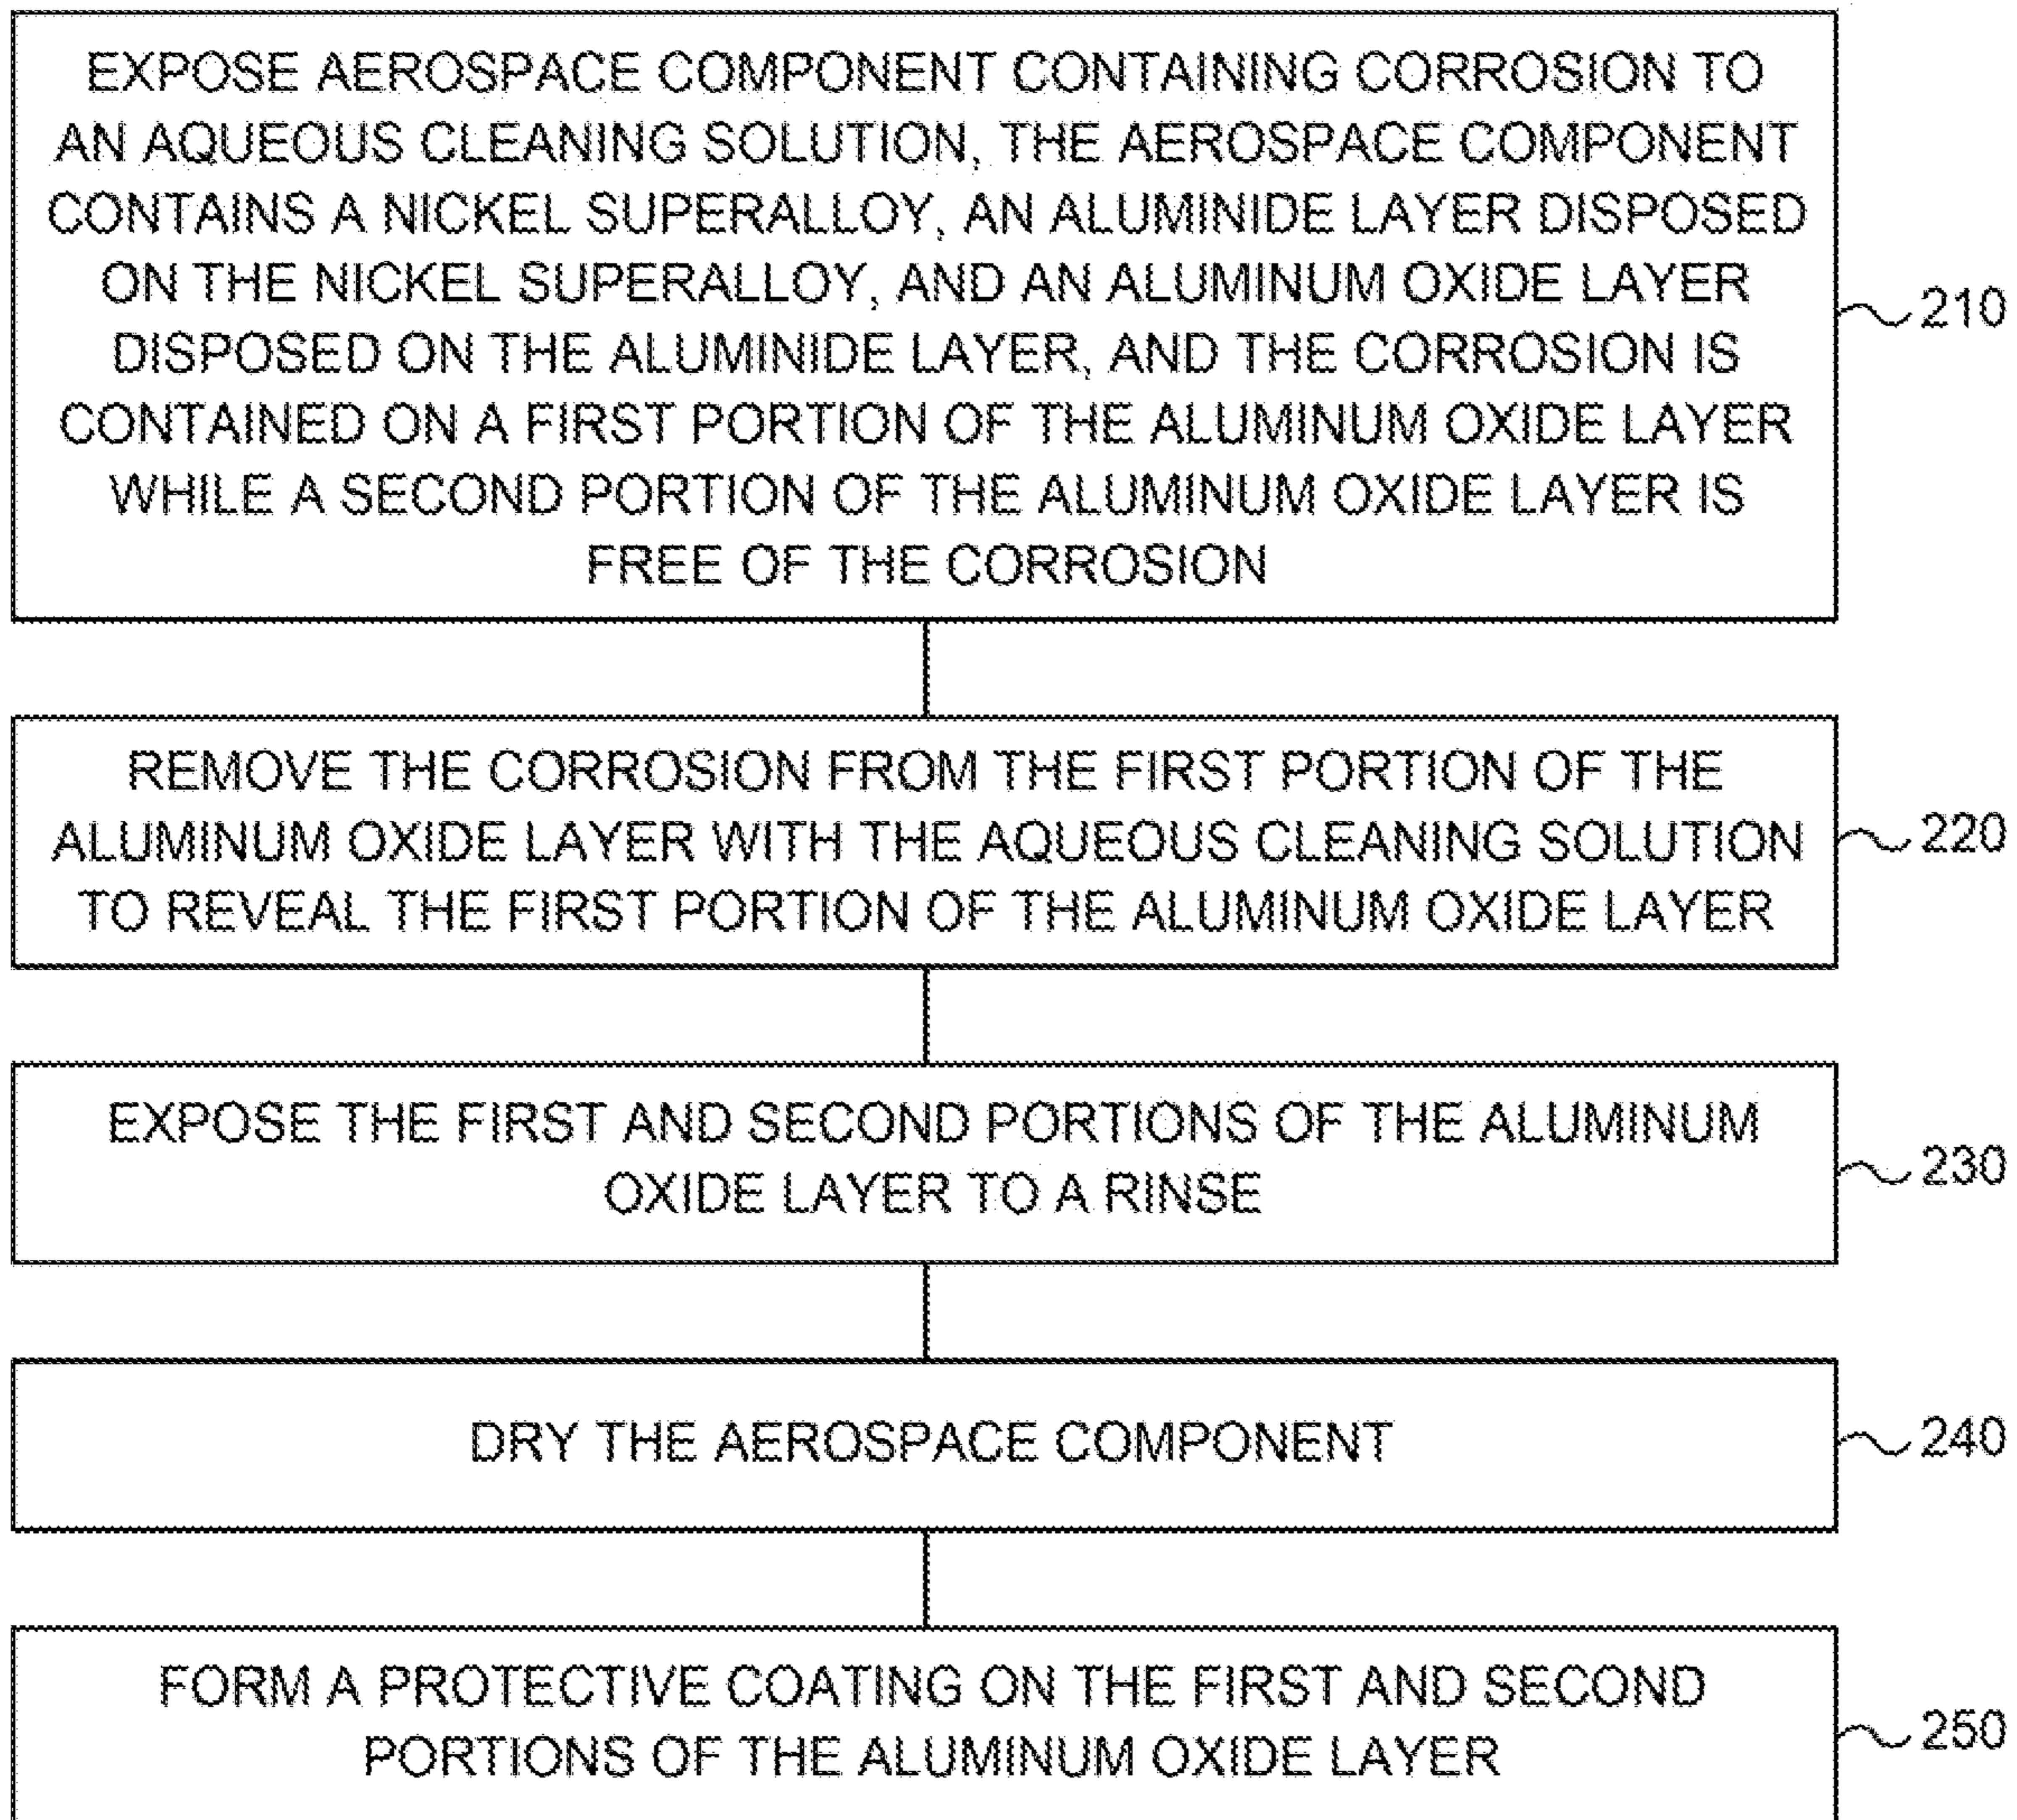 EXPOSE AEROSPACE COMPONENT CONTAINING CORROSION TO
AN AQUEOUS CLEANING SOLUTION, THE AEROSPACE COMPONENT
CONTAINS A NICKEL SUPERALLOY, AN ALUMINIDE LAYER DISPOSED
ON THE NICKEL SUPERALLOY, AND AN ALUMINUM OXIDE LAYER
DISPOSED ON THE ALUMINIDE LAYER, AND THE CORROSION IS
CONTAINED ON A FIRST PORTION OF THE ALUMINUM OXIDE LAYER
WHILE A SECOND PORTION OF THE ALUMINUM OXIDE LAYER IS
FREE OF THE CORROSION
210
REMOVE THE CORROSION FROM THE FIRST PORTION OF THE
ALUMINUM OXIDE LAYER WITH THE AQUEOUS CLEANING SOLUTION
TO REVEAL THE FIRST PORTION OF THE ALUMINUM OXIDE LAYER
220
EXPOSE THE FIRST AND SECOND PORTIONS OF THE ALUMINUM
OXIDE LAYER TO A RINSE
230
DRY THE AEROSPACE COMPONENT
240
FORM A PROTECTIVE COATING ON THE FIRST AND SECOND
PORTIONS OF THE ALUMINUM OXIDE LAYER
250